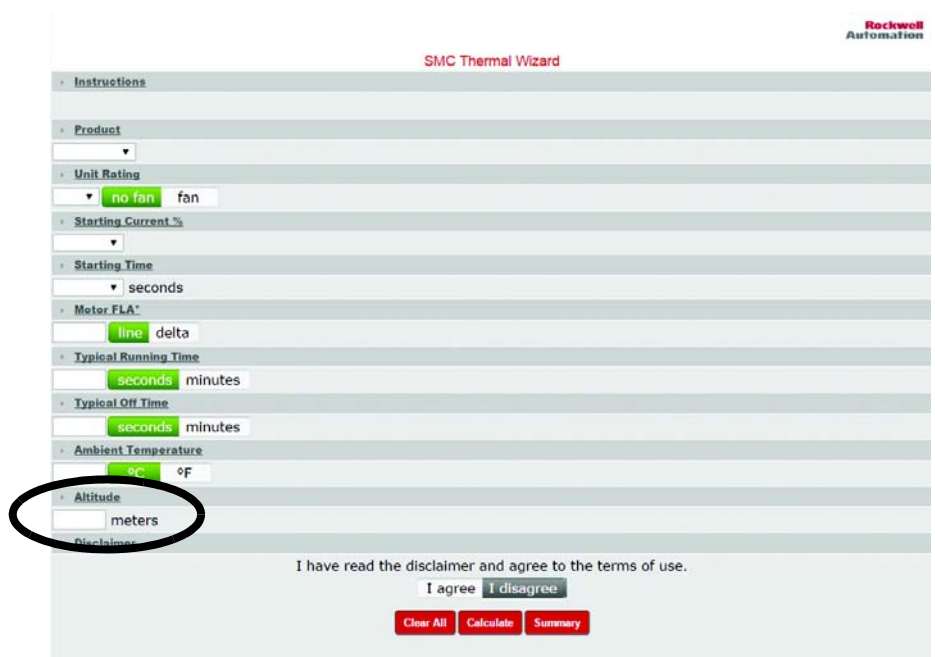 Rockwell
Automation
SMC Thermal Wizard
Instructions
Product
Unit Rating
no fan fan
Starting Current %
Starting Time
seconds
Motor FLA*
line delta
Typical Running Time
seconds minutes
Typical Off Time
seconds minutes
Ambient Temperature
°C °F
Altitude
meters
Disclaimer
I have read the disclaimer and agree to the terms of use.
I agree I disagree
Clear All Calculate Summary